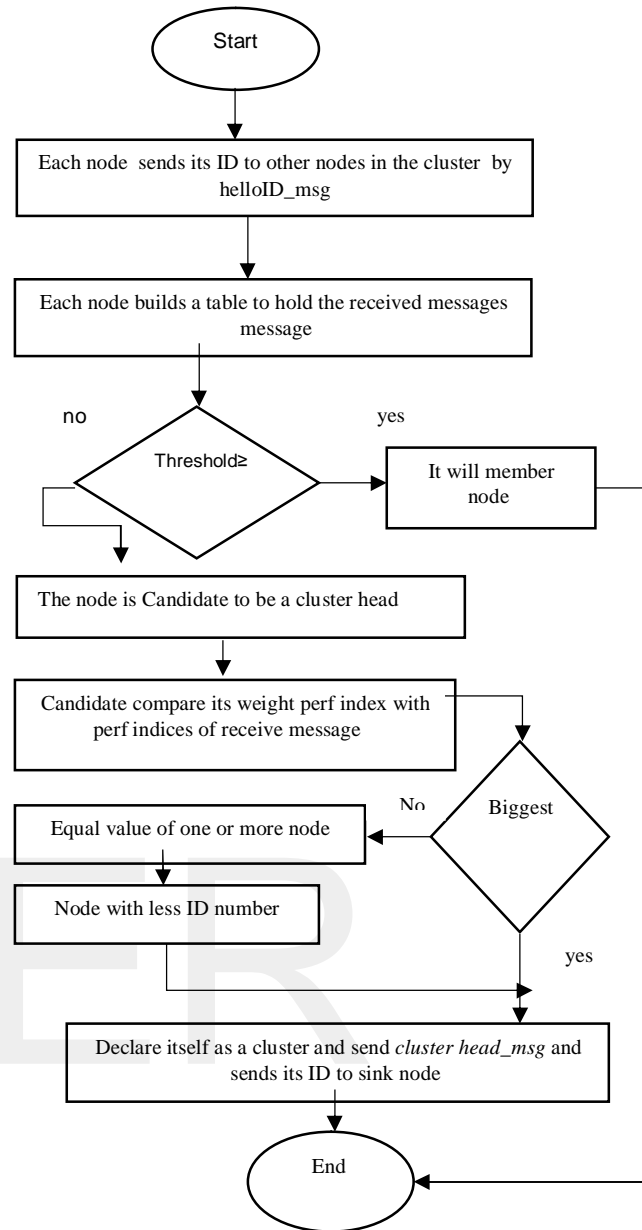 Start
Each node sends its ID to other nodes in the cluster by
helloID_msg
Each node builds a table to hold the received messages
message
no
yes
Threshold≥
It will member
node
The node is Candidate to be a cluster head
Candidate compare its weight perf index with
perf indices of receive message
No
Biggest
Equal value of one or more node
Node with less ID number
yes
Declare itself as a cluster and send cluster head_msg and
sends its ID to sink node
End
ER